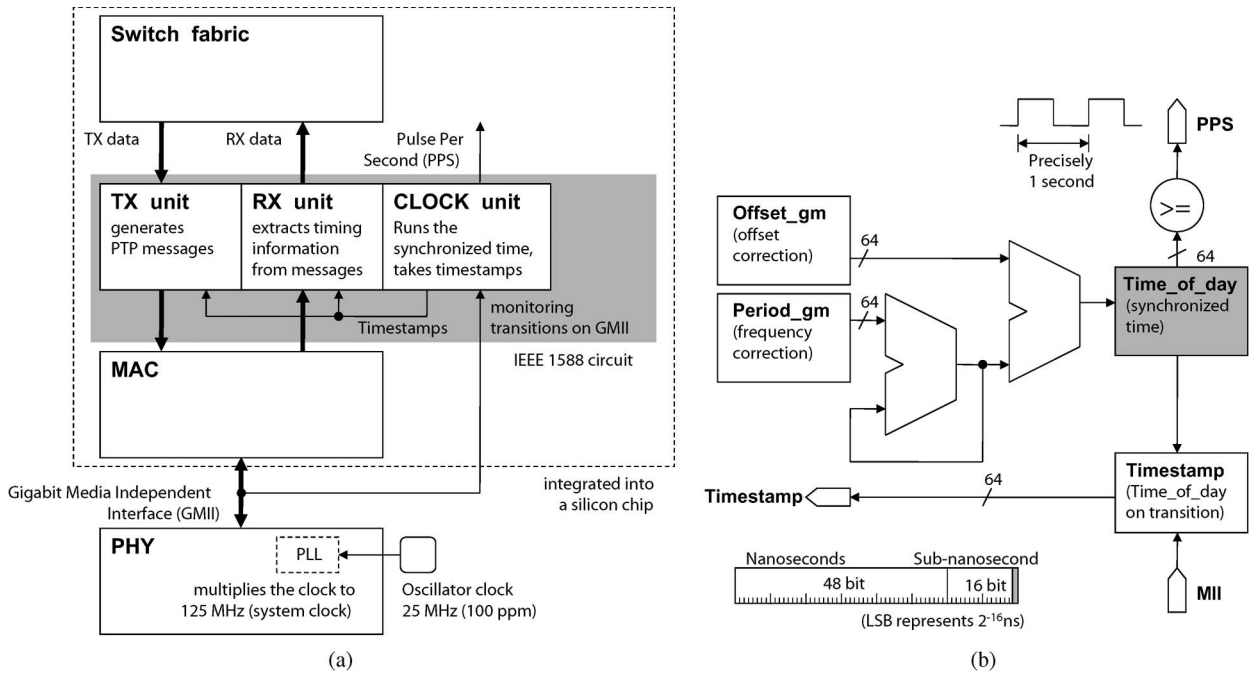 Switch fabric
TX data
RX data
Pulse Per
Second (PPS)
TX unit
generates
PTP messages
RX unit
extracts timing
information
from messages
CLOCK unit
Runs the
synchronized time,
takes timestamps
Timestamps
monitoring
transitions on GMII
IEEE 1588 circuit
MAC
Gigabit Media Independent
Interface (GMII)
integrated into
a silicon chip
PHY
PLL
multiplies the clock to
125 MHz (system clock)
Oscillator clock
25 MHz (100 ppm)
(a)
PPS
Precisely
1 second
>=
64
Offset_gm
(offset
correction)
64
Period_gm
(frequency
correction)
64
Time_of_day
(synchronized
time)
Timestamp
(Time_of_day
on transition)
64
Timestamp
MII
Nanoseconds
Sub-nanosecond
48 bit
16 bit
(LSB represents 2⁻¹⁶ns)
(b)